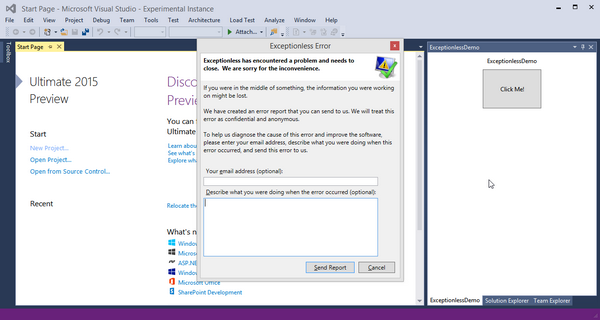 Start Page - Microsoft Visual Studio - Experimental Instance
File Edit View Project Debug Team Tools Test Architecture Load Test Analyze Window Help
Attach...
Toolbox
Start Page
Ultimate 2015
Preview
Start
New Project...
Open Project...
Open from Source Control...
Recent
Disco
Previe
You can
Ultimate
Learn about
See what's
Explore what
Relocate the
What's n
Window
Microso
ASP.NE
Window
Microsoft Office
SharePoint Development
Exceptionless Error
Exceptionless has encountered a problem and needs to
close. We are sorry for the inconvenience.
If you were in the middle of something, the information you were working
on might be lost.
We have created an error report that you can send to us. We will treat this
error as confidential and anonymous.
To help us diagnose the cause of this error and improve the software,
please enter your email address, describe what you were doing when this
error occurred, and send this error to us.
Your email address (optional):
Describe what you were doing when the error occurred (optional):
Send Report Cancel
ExceptionlessDemo
ExceptionlessDemo
Click Me!
ExceptionlessDemo Solution Explorer Team Explorer